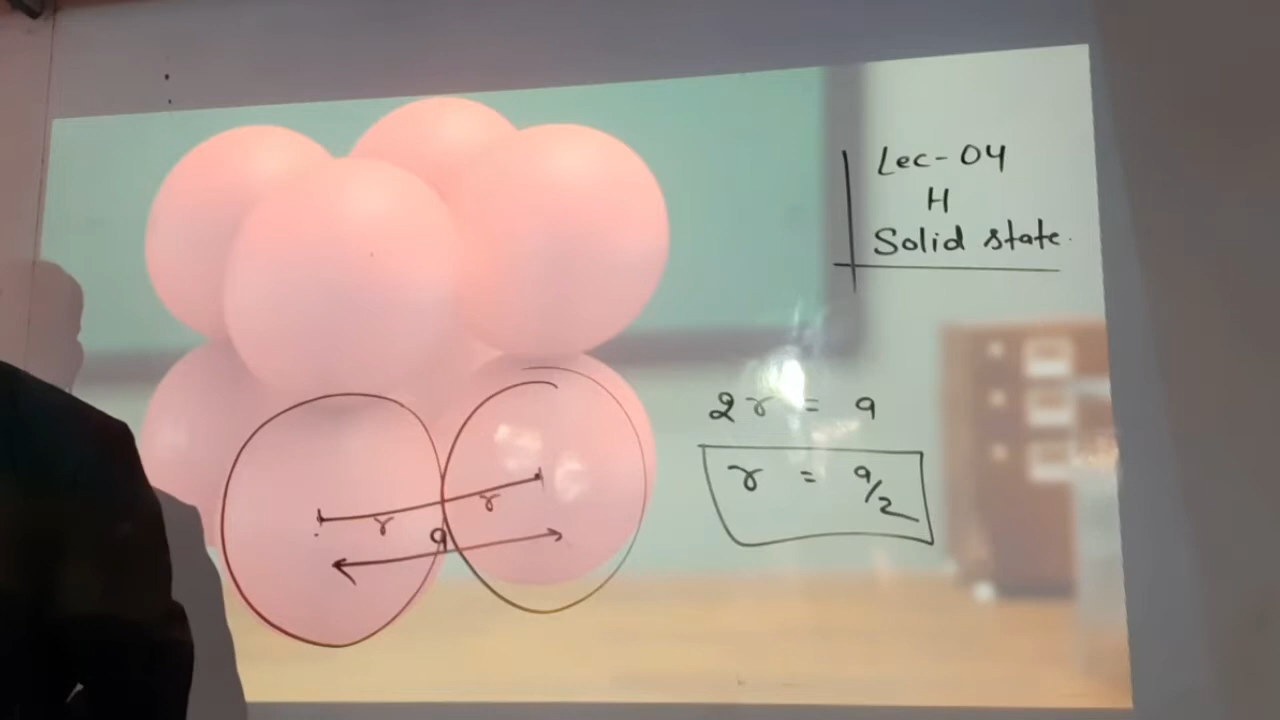 Lec-04
H
Solid state.
2r = a
r = a/2
r
r
a